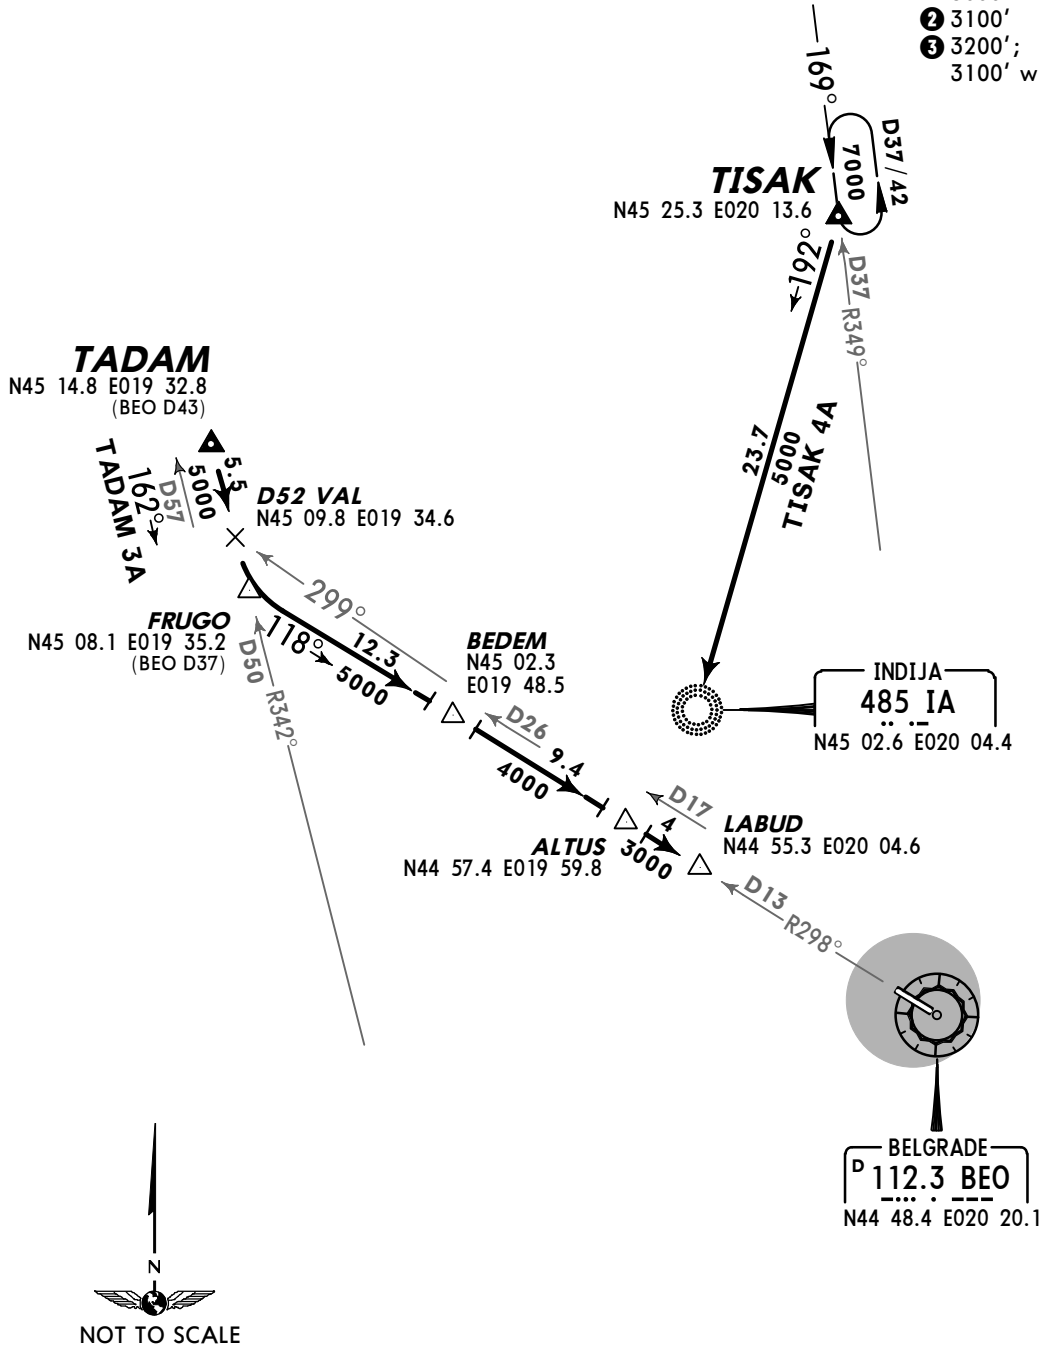 ❷ 3100'
❸ 3200';
3100' w
169°
D37/42
7000
TISAK
N45 25.3 E020 13.6
192°
D37
R349°
TADAM
N45 14.8 E019 32.8
(BEO D43)
5.5
5000
D57
162°
TADAM 3A
D52 VAL
N45 09.8 E019 34.6
23.7
5000
TISAK 4A
299°
FRUGO
N45 08.1 E019 35.2
(BEO D37)
118°
12.3
5000
D50
R342°
BEDEM
N45 02.3
E019 48.5
INDIJA
485 IA
N45 02.6 E020 04.4
D26
9.4
4000
D17
4
LABUD
N44 55.3 E020 04.6
ALTUS
3000
N44 57.4 E019 59.8
D13
R298°
BELGRADE
D 112.3 BEO
N44 48.4 E020 20.1
N
NOT TO SCALE